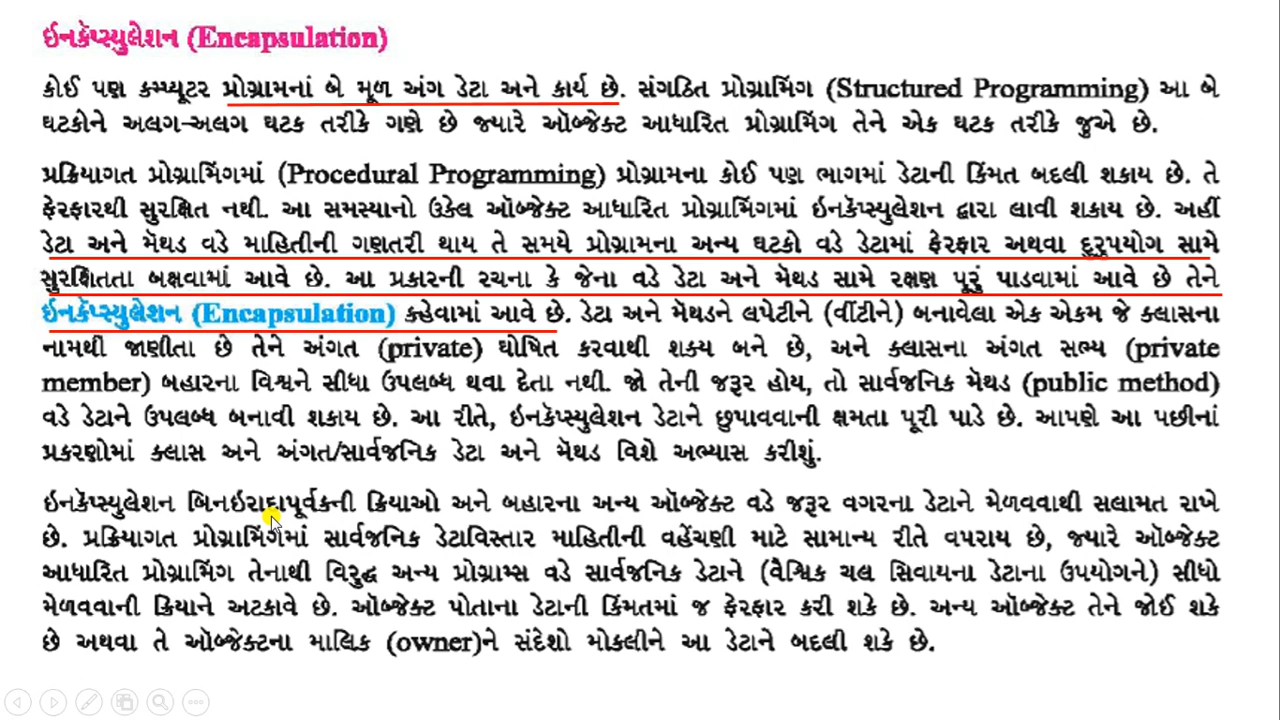 ઇનકૅપ્સ્યુલેશન (Encapsulation)
કોઈ પણ કમ્પ્યૂટર પ્રોગ્રામનાં બે મૂળ અંગ ડેટા અને કાર્ય છે. સંગઠિત પ્રોગ્રામિંગ (Structured Programming) આ બે
ઘટકોને અલગ-અલગ ઘટક તરીકે ગણે છે જ્યારે ઑબ્જેક્ટ આધારિત પ્રોગ્રામિંગ તેને એક ઘટક તરીકે જુએ છે.
પ્રક્રિયાગત પ્રોગ્રામિંગમાં (Procedural Programming) પ્રોગ્રામના કોઈ પણ ભાગમાં ડેટાની કિંમત બદલી શકાય છે. તે
ફેરફારથી સુરક્ષિત નથી. આ સમસ્યાનો ઉકેલ ઑબ્જેક્ટ આધારિત પ્રોગ્રામિંગમાં ઇનકૅપ્સ્યુલેશન દ્વારા લાવી શકાય છે. અહીં
ડેટા અને મૅથડ વડે માહિતીની ગણતરી થાય તે સમયે પ્રોગ્રામના અન્ય ઘટકો વડે ડેટામાં ફેરફાર અથવા દુરુપયોગ સામે
સુરક્ષિતતા બક્ષવામાં આવે છે. આ પ્રકારની રચના કે જેના વડે ડેટા અને મૅથડ સામે રક્ષણ પૂરું પાડવામાં આવે છે તેને
ઇનકૅપ્સ્યુલેશન (Encapsulation) કહેવામાં આવે છે. ડેટા અને મૅથડને લપેટીને (વીંટીને) બનાવેલા એક એકમ જે ક્લાસના
નામથી જાણીતા છે તેને અંગત (private) ઘોષિત કરવાથી શક્ય બને છે, અને ક્લાસના અંગત સભ્ય (private
member) બહારના વિશ્વને સીધા ઉપલબ્ધ થવા દેતા નથી. જો તેની જરૂર હોય, તો સાર્વજનિક મૅથડ (public method)
વડે ડેટાને ઉપલબ્ધ બનાવી શકાય છે. આ રીતે, ઇનકૅપ્સ્યુલેશન ડેટાને છુપાવવાની ક્ષમતા પૂરી પાડે છે. આપણે આ પછીનાં
પ્રકરણોમાં ક્લાસ અને અંગત/સાર્વજનિક ડેટા અને મૅથડ વિશે અભ્યાસ કરીશું.
ઇનકૅપ્સ્યુલેશન બિનઇરાદાપૂર્વકની ક્રિયાઓ અને બહારના અન્ય ઑબ્જેક્ટ વડે જરૂર વગરના ડેટાને મેળવવાથી સલામત રાખે
છે. પ્રક્રિયાગત પ્રોગ્રામિંગમાં સાર્વજનિક ડેટાવિસ્તાર માહિતીની વહેંચણી માટે સામાન્ય રીતે વપરાય છે, જ્યારે ઑબ્જેક્ટ
આધારિત પ્રોગ્રામિંગ તેનાથી વિરુદ્ધ અન્ય પ્રોગ્રામ્સ વડે સાર્વજનિક ડેટાને (વૈશ્વિક ચલ સિવાયના ડેટાના ઉપયોગને) સીધો
મેળવવાની ક્રિયાને અટકાવે છે. ઑબ્જેક્ટ પોતાના ડેટાની કિંમતમાં જ ફેરફાર કરી શકે છે. અન્ય ઑબ્જેક્ટ તેને જોઈ શકે
છે અથવા તે ઑબ્જેક્ટના માલિક (owner)ને સંદેશો મોકલીને આ ડેટાને બદલી શકે છે.